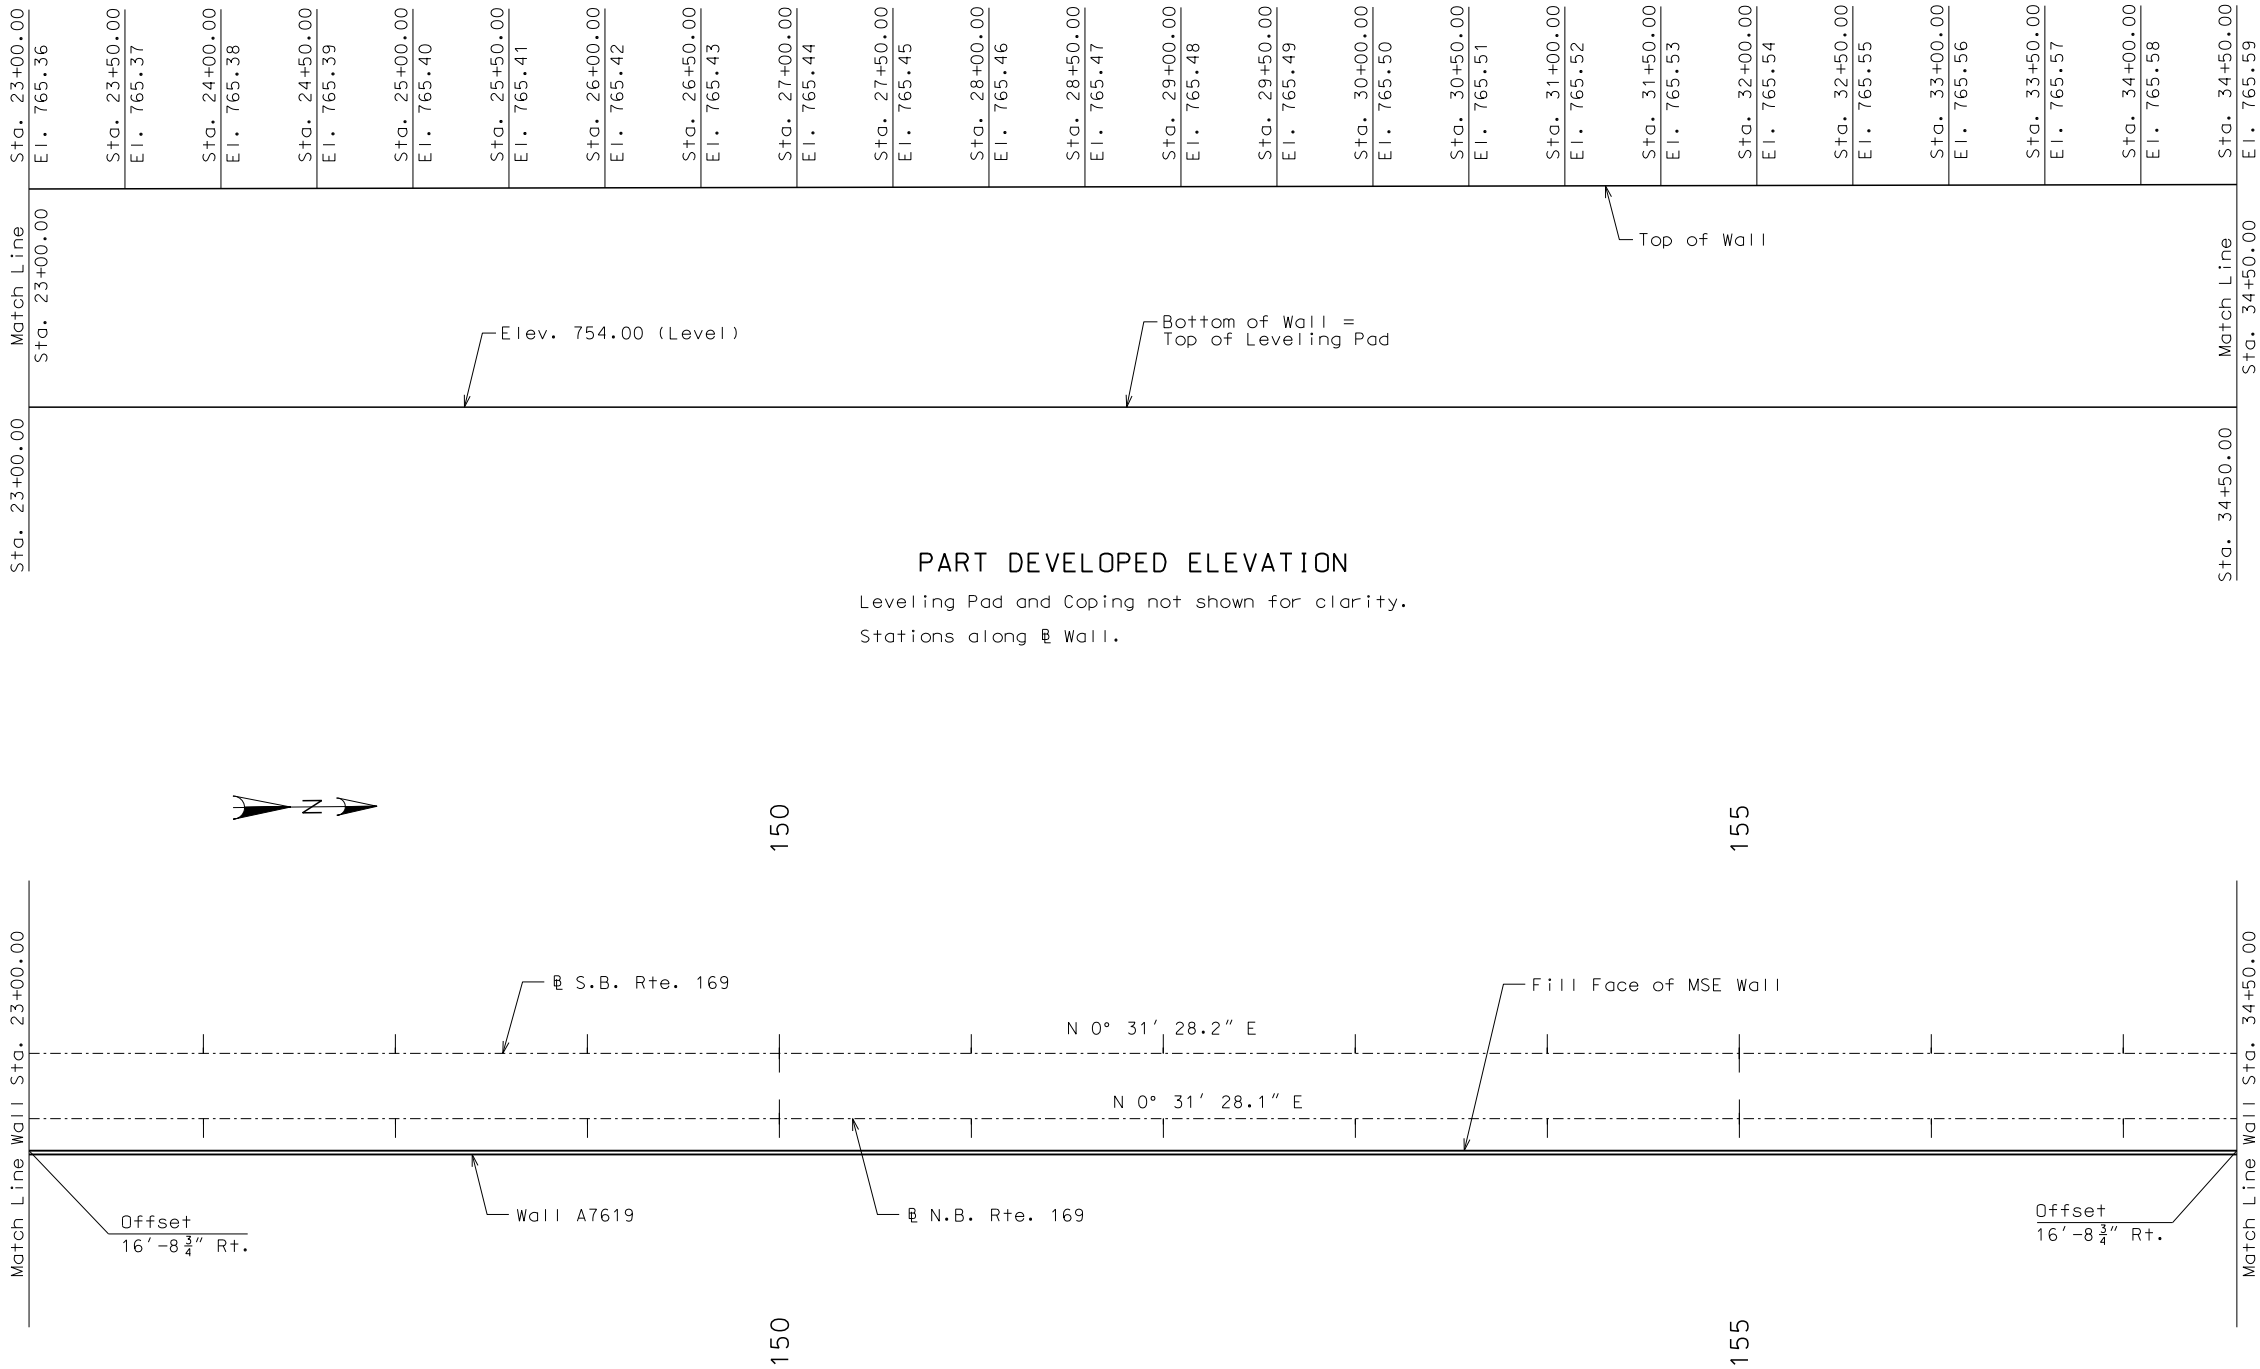 Sta. 23+00.00
El. 765.36
Sta. 23+50.00
El. 765.37
Sta. 24+00.00
El. 765.38
Sta. 24+50.00
El. 765.39
Sta. 25+00.00
El. 765.40
Sta. 25+50.00
El. 765.41
Sta. 26+00.00
El. 765.42
Sta. 26+50.00
El. 765.43
Sta. 27+00.00
El. 765.44
Sta. 27+50.00
El. 765.45
Sta. 28+00.00
El. 765.46
Sta. 28+50.00
El. 765.47
Sta. 29+00.00
El. 765.48
Sta. 29+50.00
El. 765.49
Sta. 30+00.00
El. 765.50
Sta. 30+50.00
El. 765.51
Sta. 31+00.00
El. 765.52
Sta. 31+50.00
El. 765.53
Sta. 32+00.00
El. 765.54
Sta. 32+50.00
El. 765.55
Sta. 33+00.00
El. 765.56
Sta. 33+50.00
El. 765.57
Sta. 34+00.00
El. 765.58
Sta. 34+50.00
El. 765.59
Match Line
Sta. 23+00.00
Top of Wall
Match Line
Sta. 34+50.00
Elev. 754.00 (Level)
Bottom of Wall =
Top of Leveling Pad
Sta. 23+00.00
Sta. 34+50.00
PART DEVELOPED ELEVATION
Leveling Pad and Coping not shown for clarity.
Stations along ᴃL Wall.
N
150
155
Match Line Wall Sta. 23+00.00
BL S.B. Rte. 169
Fill Face of MSE Wall
N 0° 31' 28.2" E
N 0° 31' 28.1" E
Match Line Wall Sta. 34+50.00
Offset
16'-8 3/4" Rt.
Wall A7619
BL N.B. Rte. 169
Offset
16'-8 3/4" Rt.
150
155